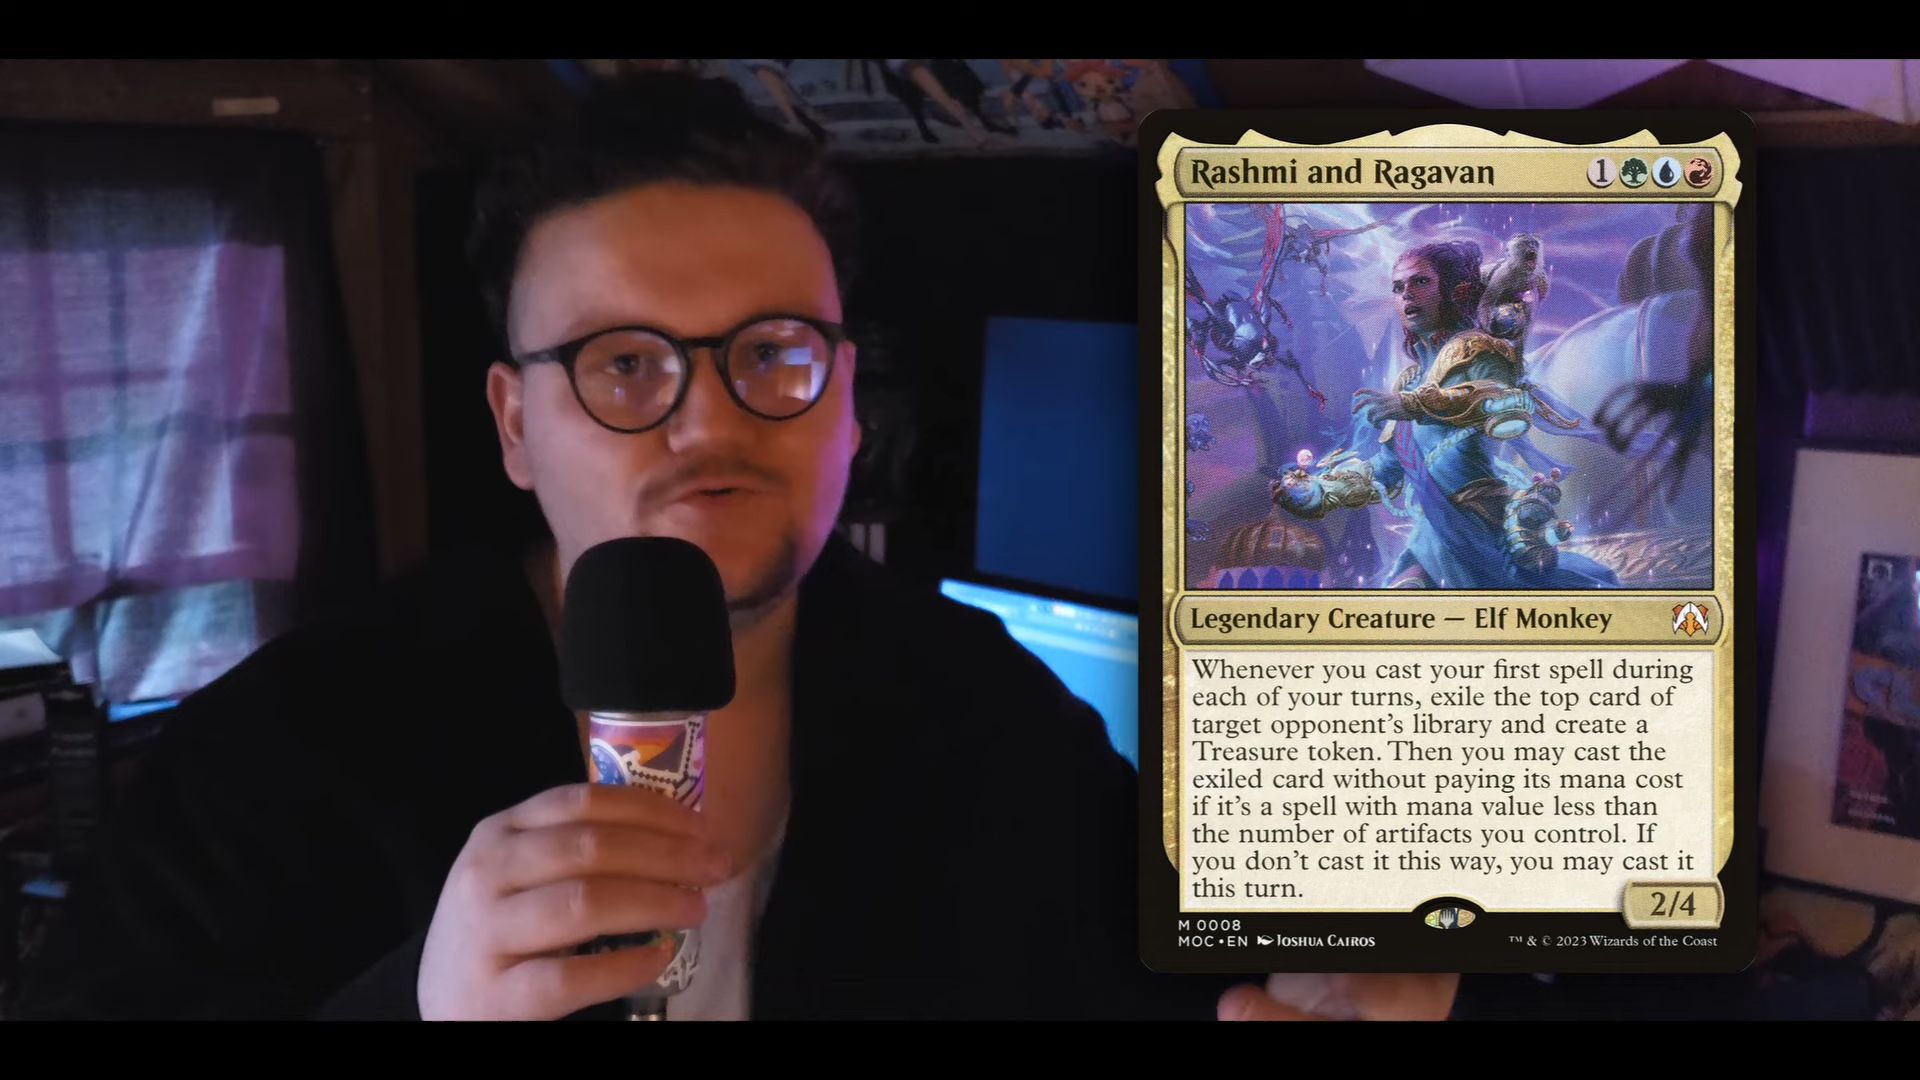 Rashmi and Ragavan 1
Legendary Creature — Elf Monkey
Whenever you cast your first spell during
each of your turns, exile the top card of
target opponent's library and create a
Treasure token. Then you may cast the
exiled card without paying its mana cost
if it's a spell with mana value less than
the number of artifacts you control. If
you don't cast it this way, you may cast it
this turn.
2/4
M 0008
MOC • EN Joshua Cairos
™ & © 2023 Wizards of the Coast